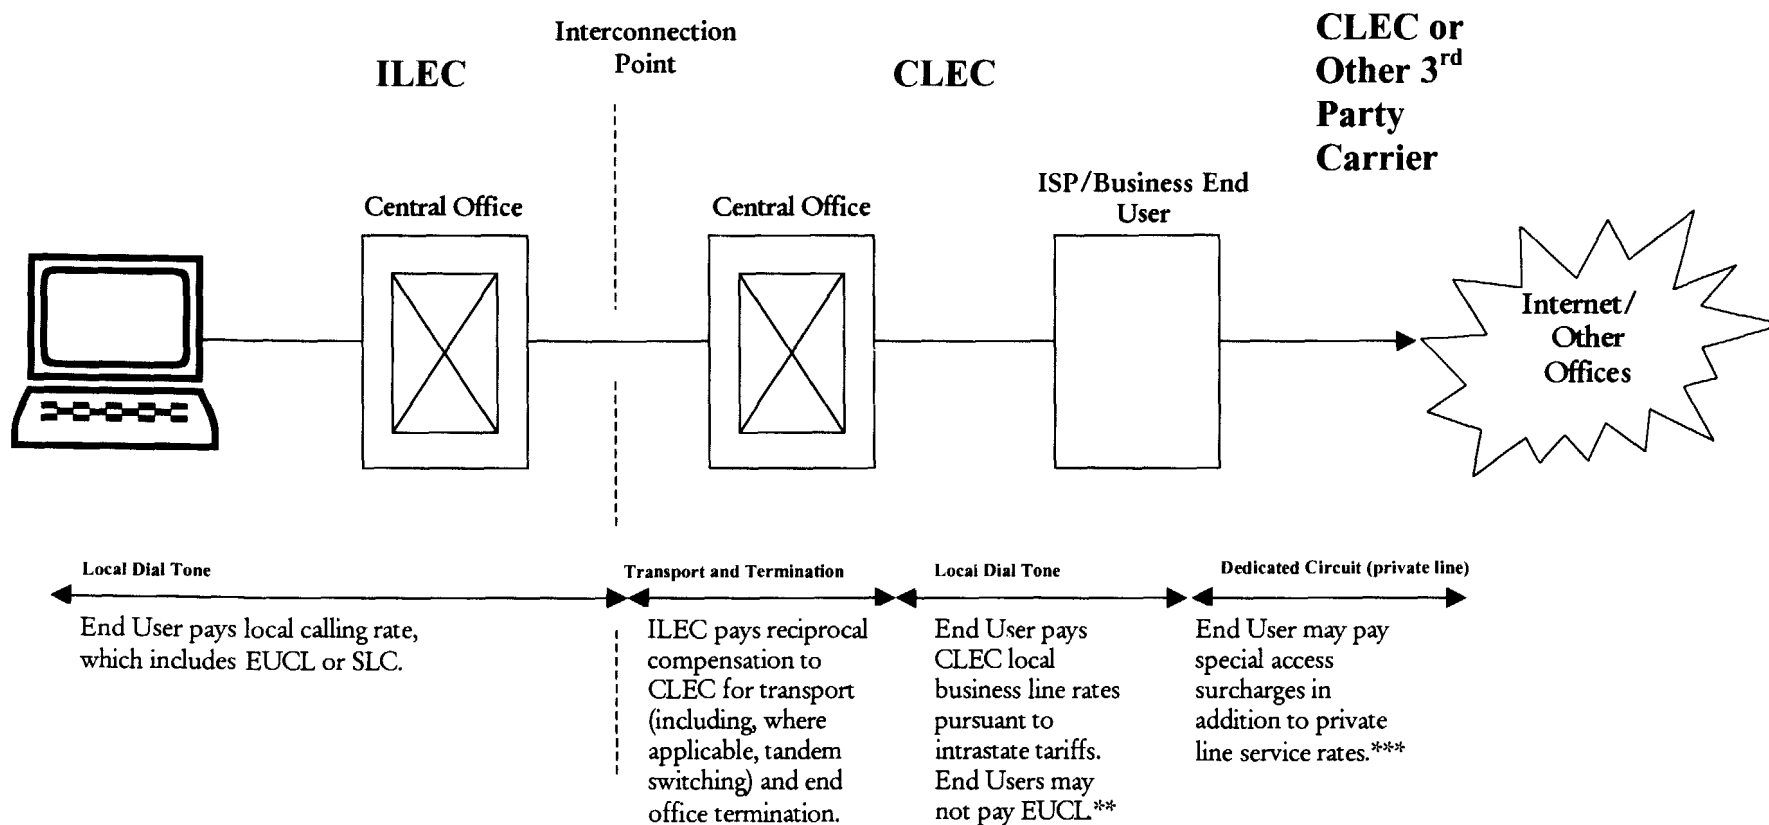 Interconnection
Point
ILEC
CLEC
CLEC or
Other 3rd
Party
Carrier
Central Office
Central Office
ISP/Business End
User
Internet/
Other
Offices
Local Dial Tone
Transport and Termination
Local Dial Tone
Dedicated Circuit (private line)
End User pays local calling rate,
which includes EUCL or SLC.
ILEC pays reciprocal
compensation to
CLEC for transport
(including, where
applicable, tandem
switching) and end
office termination.
End User pays
CLEC local
business line rates
pursuant to
intrastate tariffs.
End Users may
not pay EUCL.**
End User may pay
special access
surcharges in
addition to private
line service rates.***